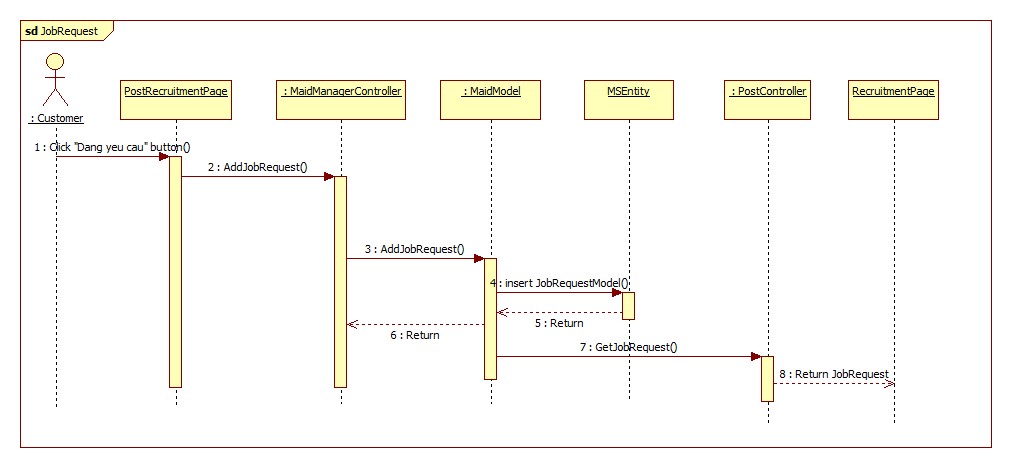 sd JobRequest
: Customer
PostRecruitmentPage
: MaidManagerController
: MaidModel
MSEntity
: PostController
RecruitmentPage
1 : Click "Dang yeu cau" button()
2 : AddJobRequest()
3 : AddJobRequest()
4 : insert JobRequestModel()
5 : Return
6 : Return
7 : GetJobRequest()
8 : Return JobRequest